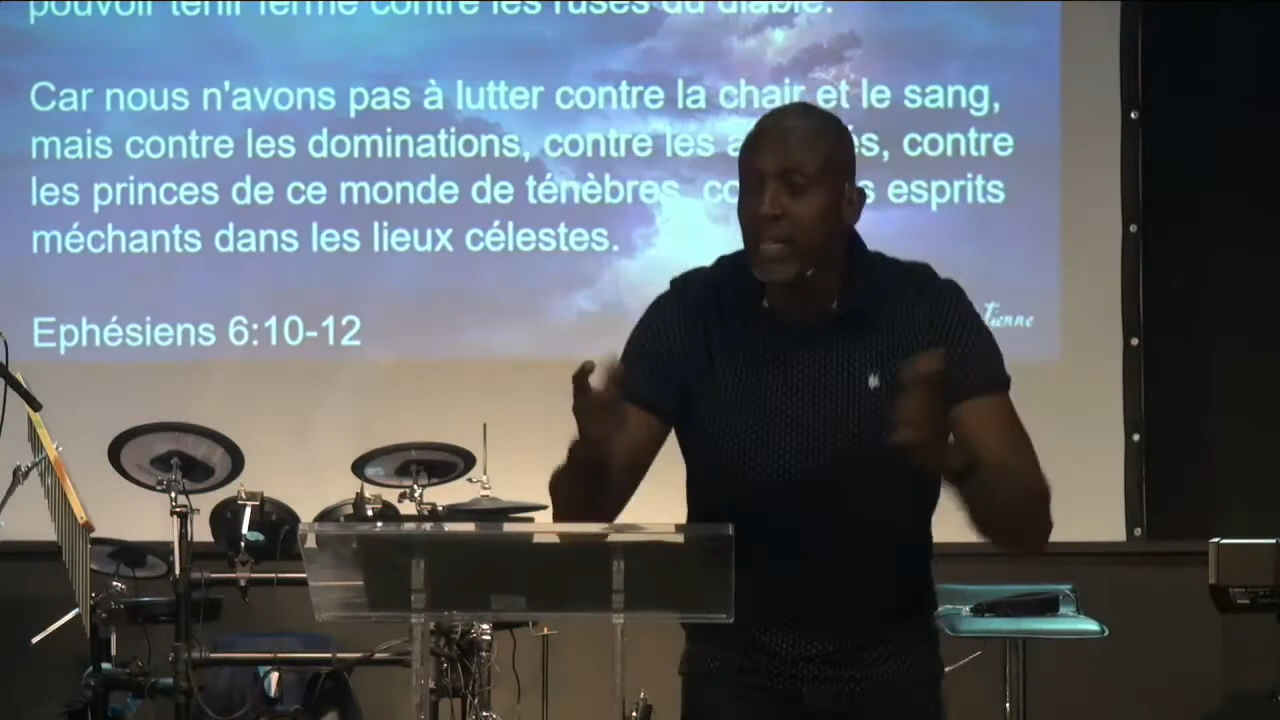 pouvoir tenir ferme contre les ruses du diable.
Car nous n'avons pas à lutter contre la chair et le sang,
mais contre les dominations, contre les contre
les princes de ce monde de ténèbres, esprits
méchants dans les lieux célestes.
Ephésiens 6:10-12